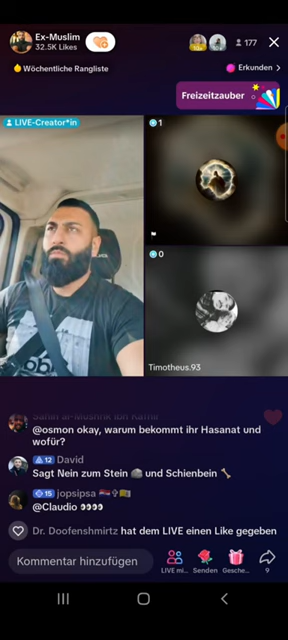 Ex-Muslim
32.5K Likes
177
Wöchentliche Rangliste
Erkunden >
Freizeitzauber
LIVE-Creator*in
1
0
Timotheus.93
@osmon okay, warum bekommt ihr Hasanat und
wofür?
12 David
Sagt Nein zum Stein 🪨 und Schienbein 🦴
15 jopsipsa
@Claudio 👀👀
Dr. Doofenshmirtz hat dem LIVE einen Like gegeben
Kommentar hinzufügen
LIVE mi...
Senden
Gesche...
9